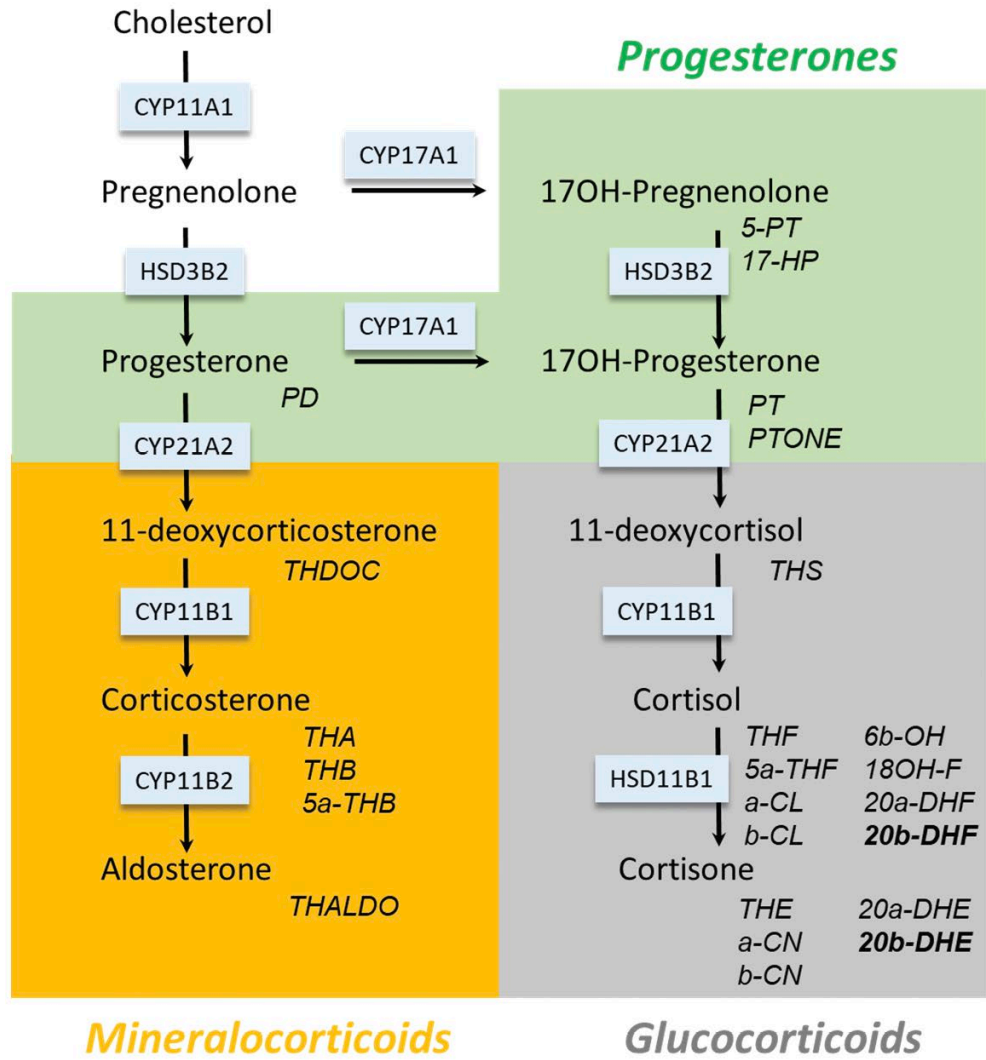 Cholesterol
Progesterones
CYP11A1
CYP17A1
Pregnenolone
17OH-Pregnenolone
5-PT
HSD3B2
HSD3B2
17-HP
CYP17A1
Progesterone
17OH-Progesterone
PD
PT
CYP21A2
CYP21A2
PTONE
11-deoxycorticosterone
11-deoxycortisol
THDOC
THS
CYP11B1
CYP11B1
Corticosterone
Cortisol
THA
THF
6b-OH
CYP11B2
THB
HSD11B1
5a-THF
18OH-F
5a-THB
a-CL
20a-DHF
b-CL
20b-DHF
Aldosterone
Cortisone
THALDO
THE
20a-DHE
a-CN
20b-DHE
b-CN
Mineralocorticoids
Glucocorticoids